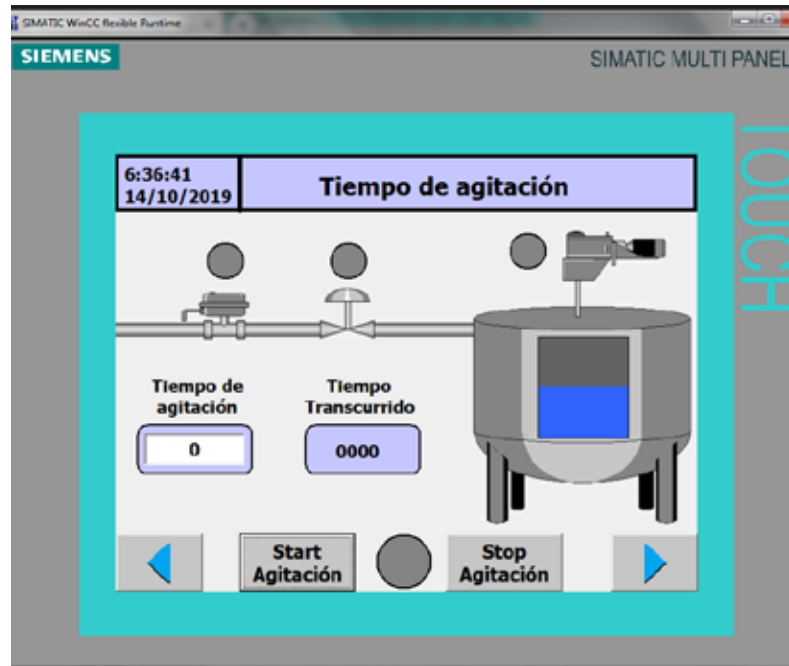 SIMATIC WinCC flexible Runtime
SIEMENS
SIMATIC MULTI PANEL
TOUCH
6:36:41
14/10/2019
Tiempo de agitación
Tiempo de
agitación
Tiempo
Transcurrido
0
0000
Start
Agitación
Stop
Agitación